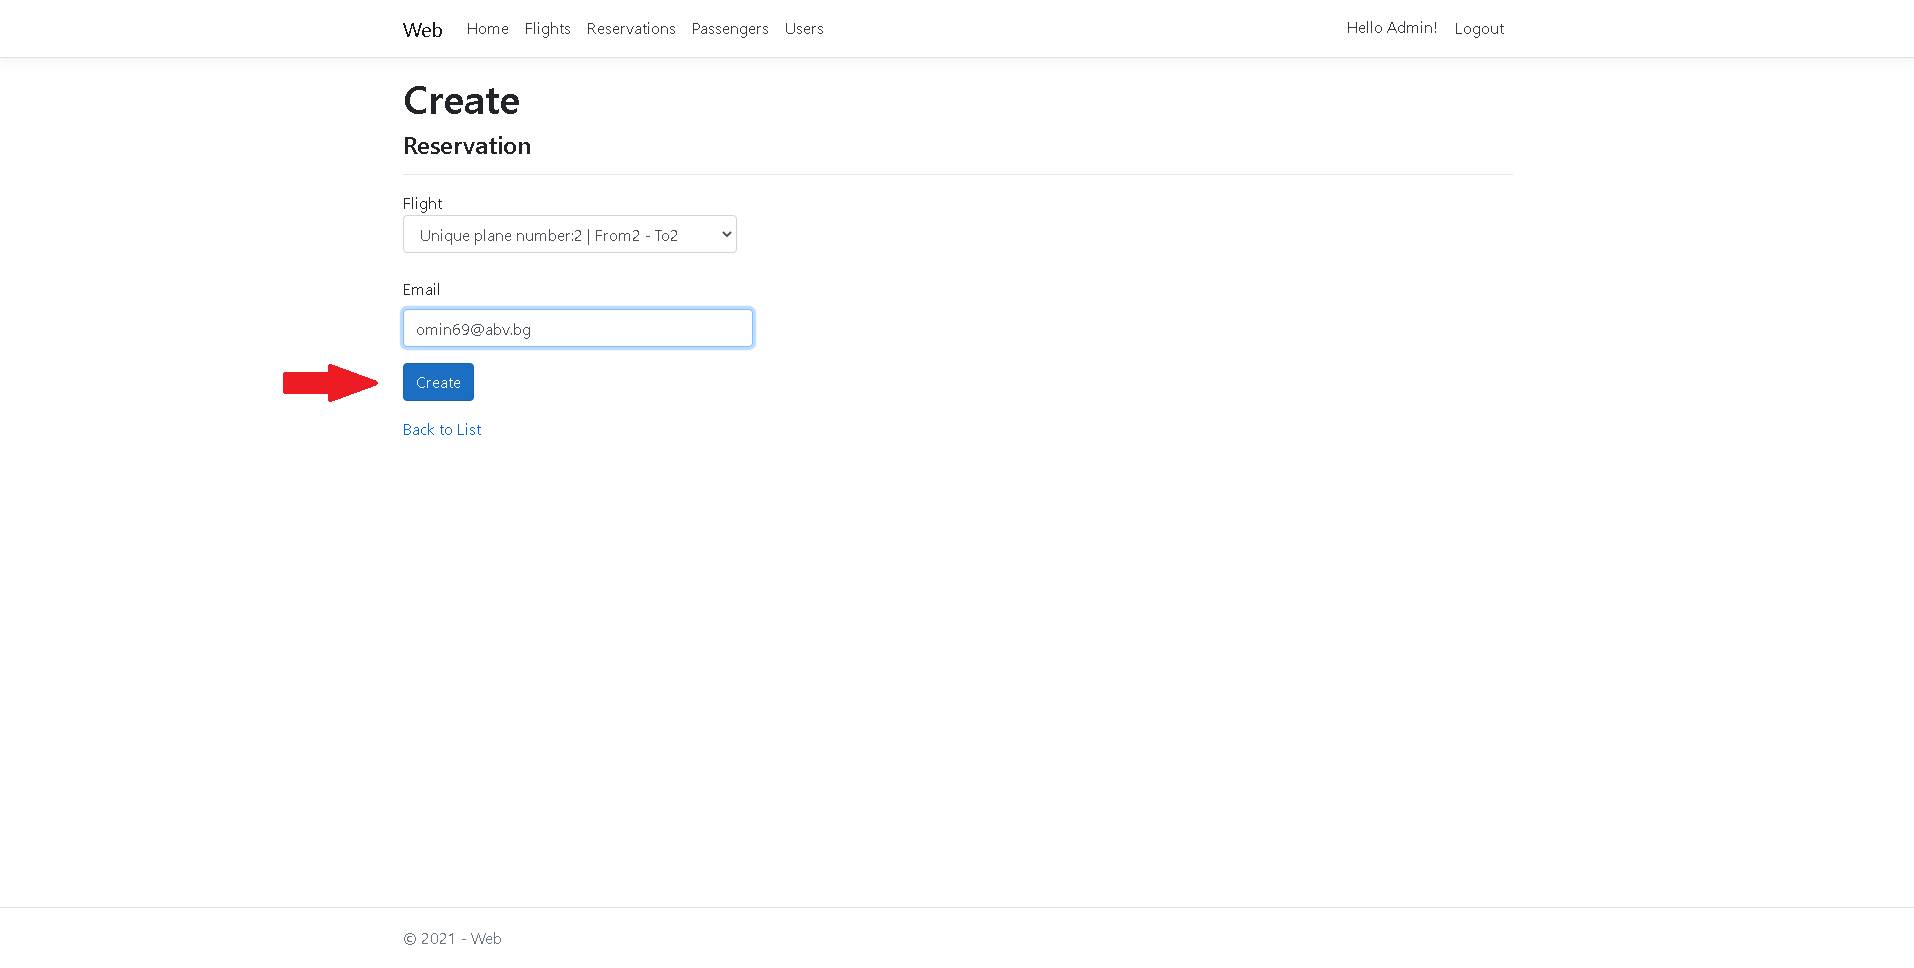 Web Home Flights Reservations Passengers Users Hello Admin! Logout
Create
Reservation
Flight
Unique plane number:2 | From2 - To2
Email
omin69@abv.bg
Create
Back to List
© 2021 - Web